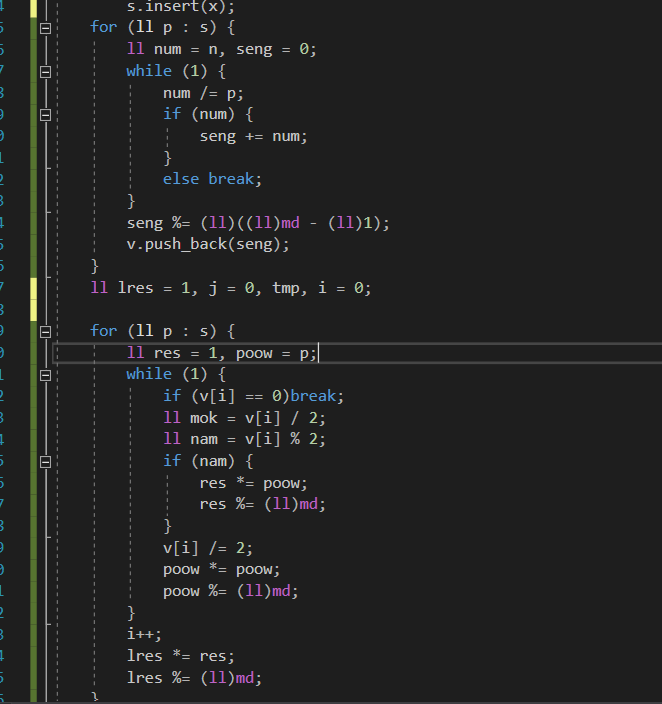 s.insert(x);
for (ll p : s) {
ll num = n, seng = 0;
while (1) {
num /= p;
if (num) {
seng += num;
}
else break;
}
seng %= (ll)((ll)md - (ll)1);
v.push_back(seng);
}
ll lres = 1, j = 0, tmp, i = 0;
for (ll p : s) {
ll res = 1, poow = p;
while (1) {
if (v[i] == 0)break;
ll mok = v[i] / 2;
ll nam = v[i] % 2;
if (nam) {
res *= poow;
res %= (ll)md;
}
v[i] /= 2;
poow *= poow;
poow %= (ll)md;
}
i++;
lres *= res;
lres %= (ll)md;
}